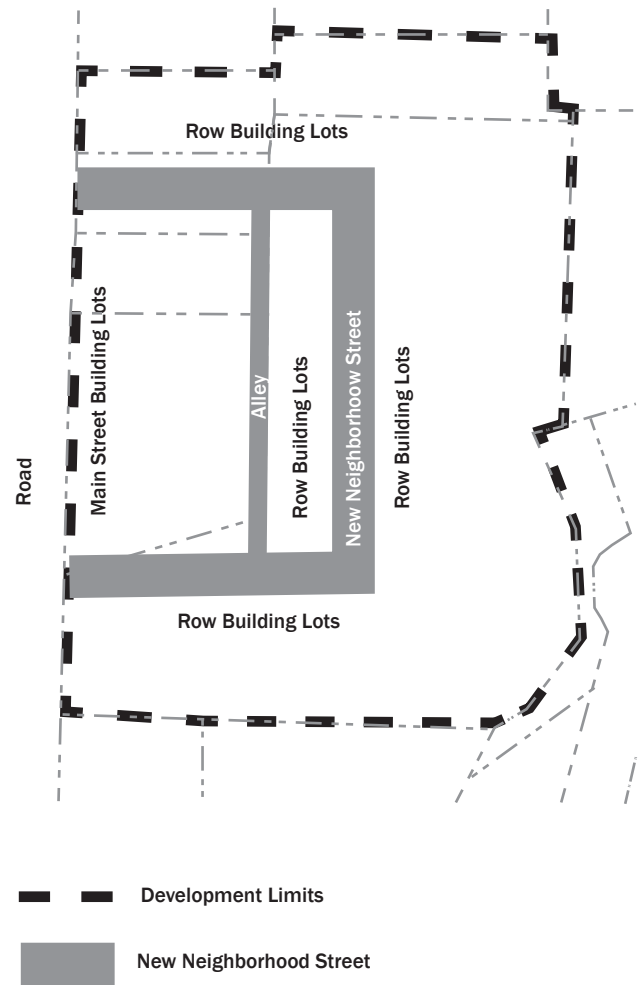 Row Building Lots
Road
Main Street Building Lots
Alley
Row Building Lots
New Neighborhoow Street
Row Building Lots
Row Building Lots
Development Limits
New Neighborhood Street